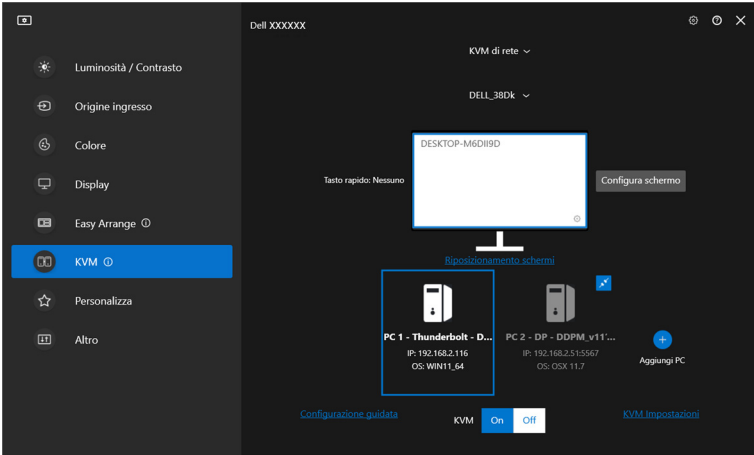 Dell XXXXXX
Luminosità / Contrasto
Origine ingresso
Colore
Display
Easy Arrange
KVM
Personalizza
Altro
KVM di rete
DELL_38Dk
DESKTOP-M6DII9D
Tasto rapido: Nessuno
Configura schermo
Riposizionamento schermi
PC 1 - Thunderbolt - D...
IP: 192.168.2.116
OS: WIN11_64
PC 2 - DP - DDPM_v11'...
IP: 192.168.2.51:5567
OS: OSX 11.7
Aggiungi PC
Configurazione guidata
KVM On Off
KVM Impostazioni